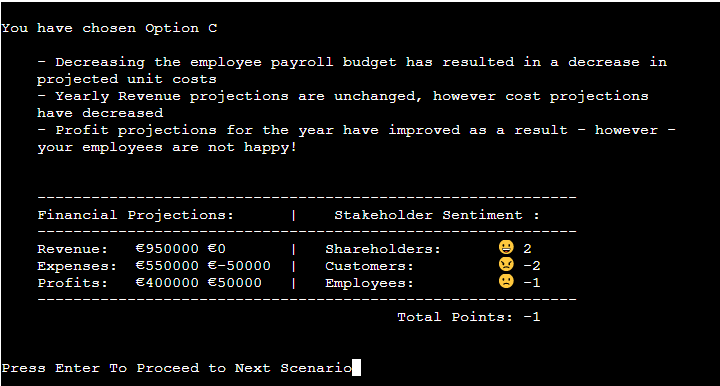 You have chosen Option C
- Decreasing the employee payroll budget has resulted in a decrease in
projected unit costs
- Yearly Revenue projections are unchanged, however cost projections
have decreased
- Profit projections for the year have improved as a result - however -
your employees are not happy!
------------------------------------------------------------
Financial Projections: | Stakeholder Sentiment :
------------------------------------------------------------
Revenue: €950000 €0 | Shareholders: 😀 2
Expenses: €550000 €-50000 | Customers: 😠 -2
Profits: €400000 €50000 | Employees: 🙁 -1
------------------------------------------------------------
Total Points: -1
Press Enter To Proceed to Next Scenario